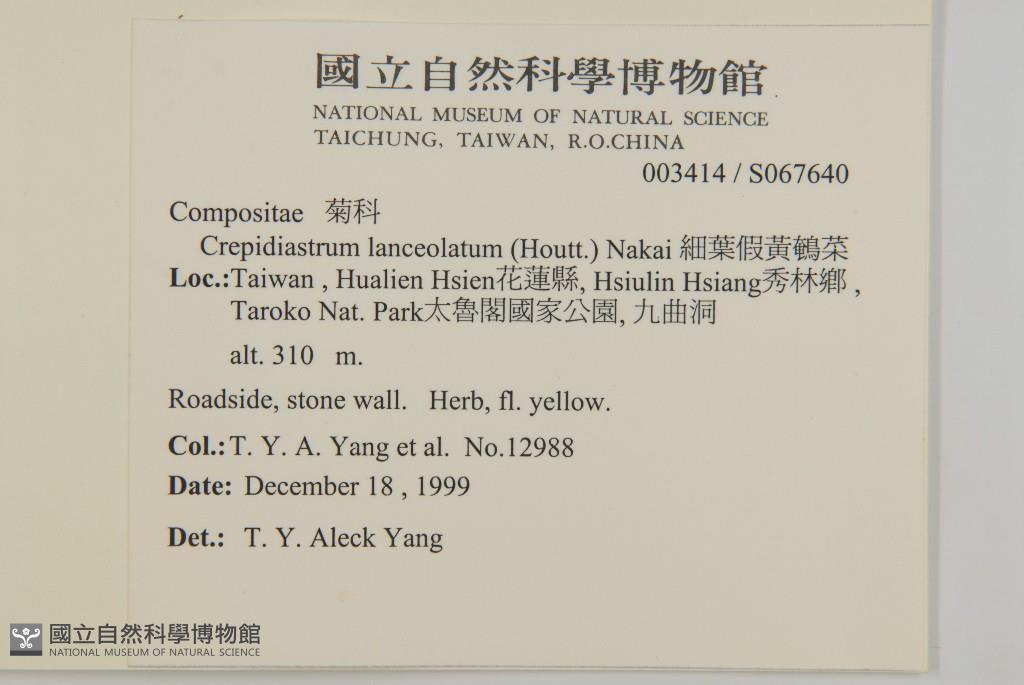 國立自然科學博物館
NATIONAL MUSEUM OF NATURAL SCIENCE
TAICHUNG, TAIWAN, R.O.CHINA
003414 / S067640
Compositae 菊科
Crepidiastrum lanceolatum (Houtt.) Nakai 細葉假黃鵪菜
Loc.:Taiwan , Hualien Hsien花蓮縣, Hsiulin Hsiang秀林鄉 ,
Taroko Nat. Park太魯閣國家公園, 九曲洞
alt. 310 m.
Roadside, stone wall. Herb, fl. yellow.
Col.:T. Y. A. Yang et al. No.12988
Date: December 18 , 1999
Det.: T. Y. Aleck Yang
國立自然科學博物館
NATIONAL MUSEUM OF NATURAL SCIENCE